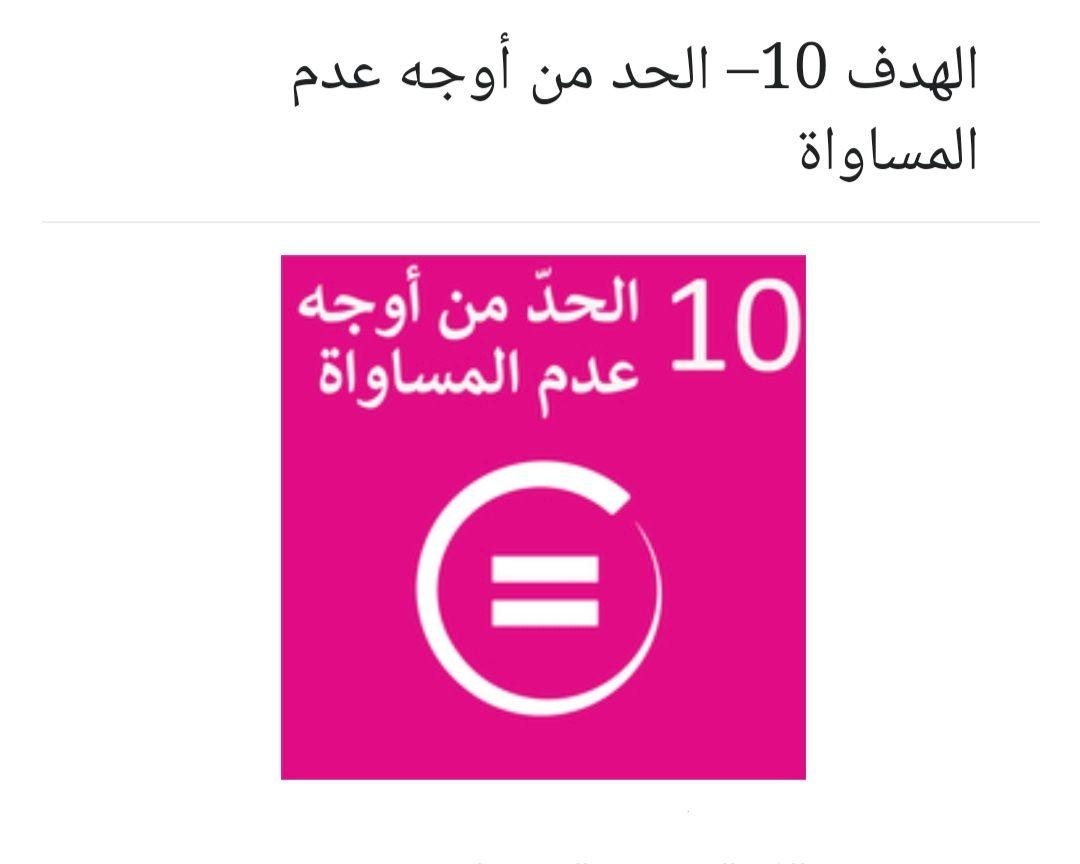 الهدف 10– الحد من أوجه عدم
المساواة
10 الحدّ من أوجه
عدم المساواة